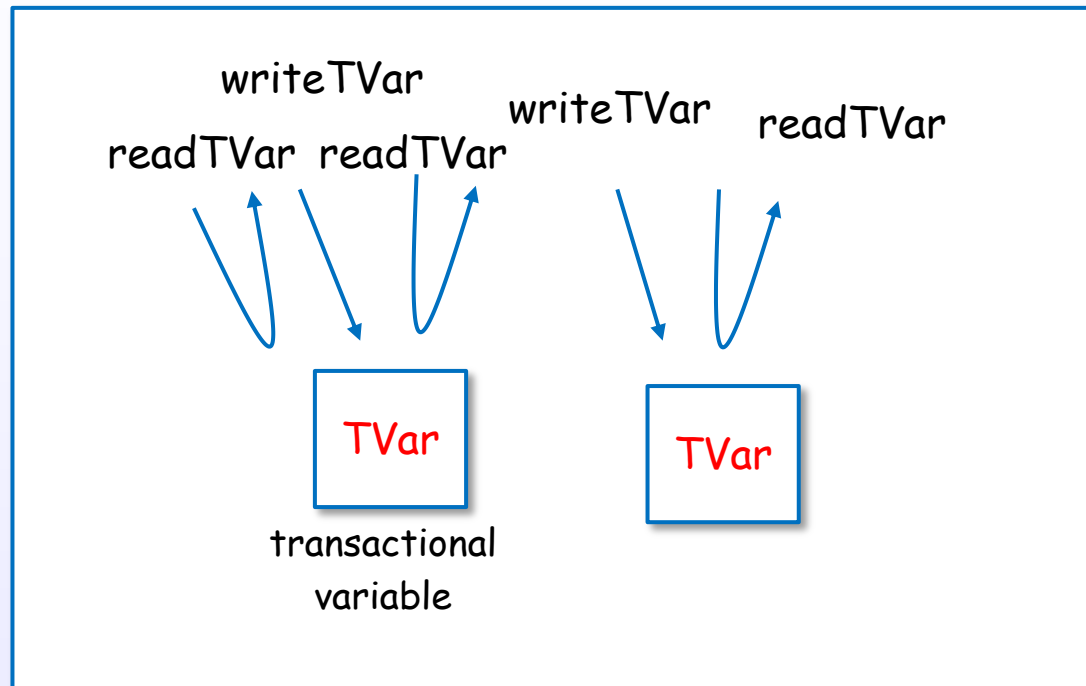 writeTVar
readTVar readTVar
writeTVar
readTVar
TVar
transactional
variable
TVar